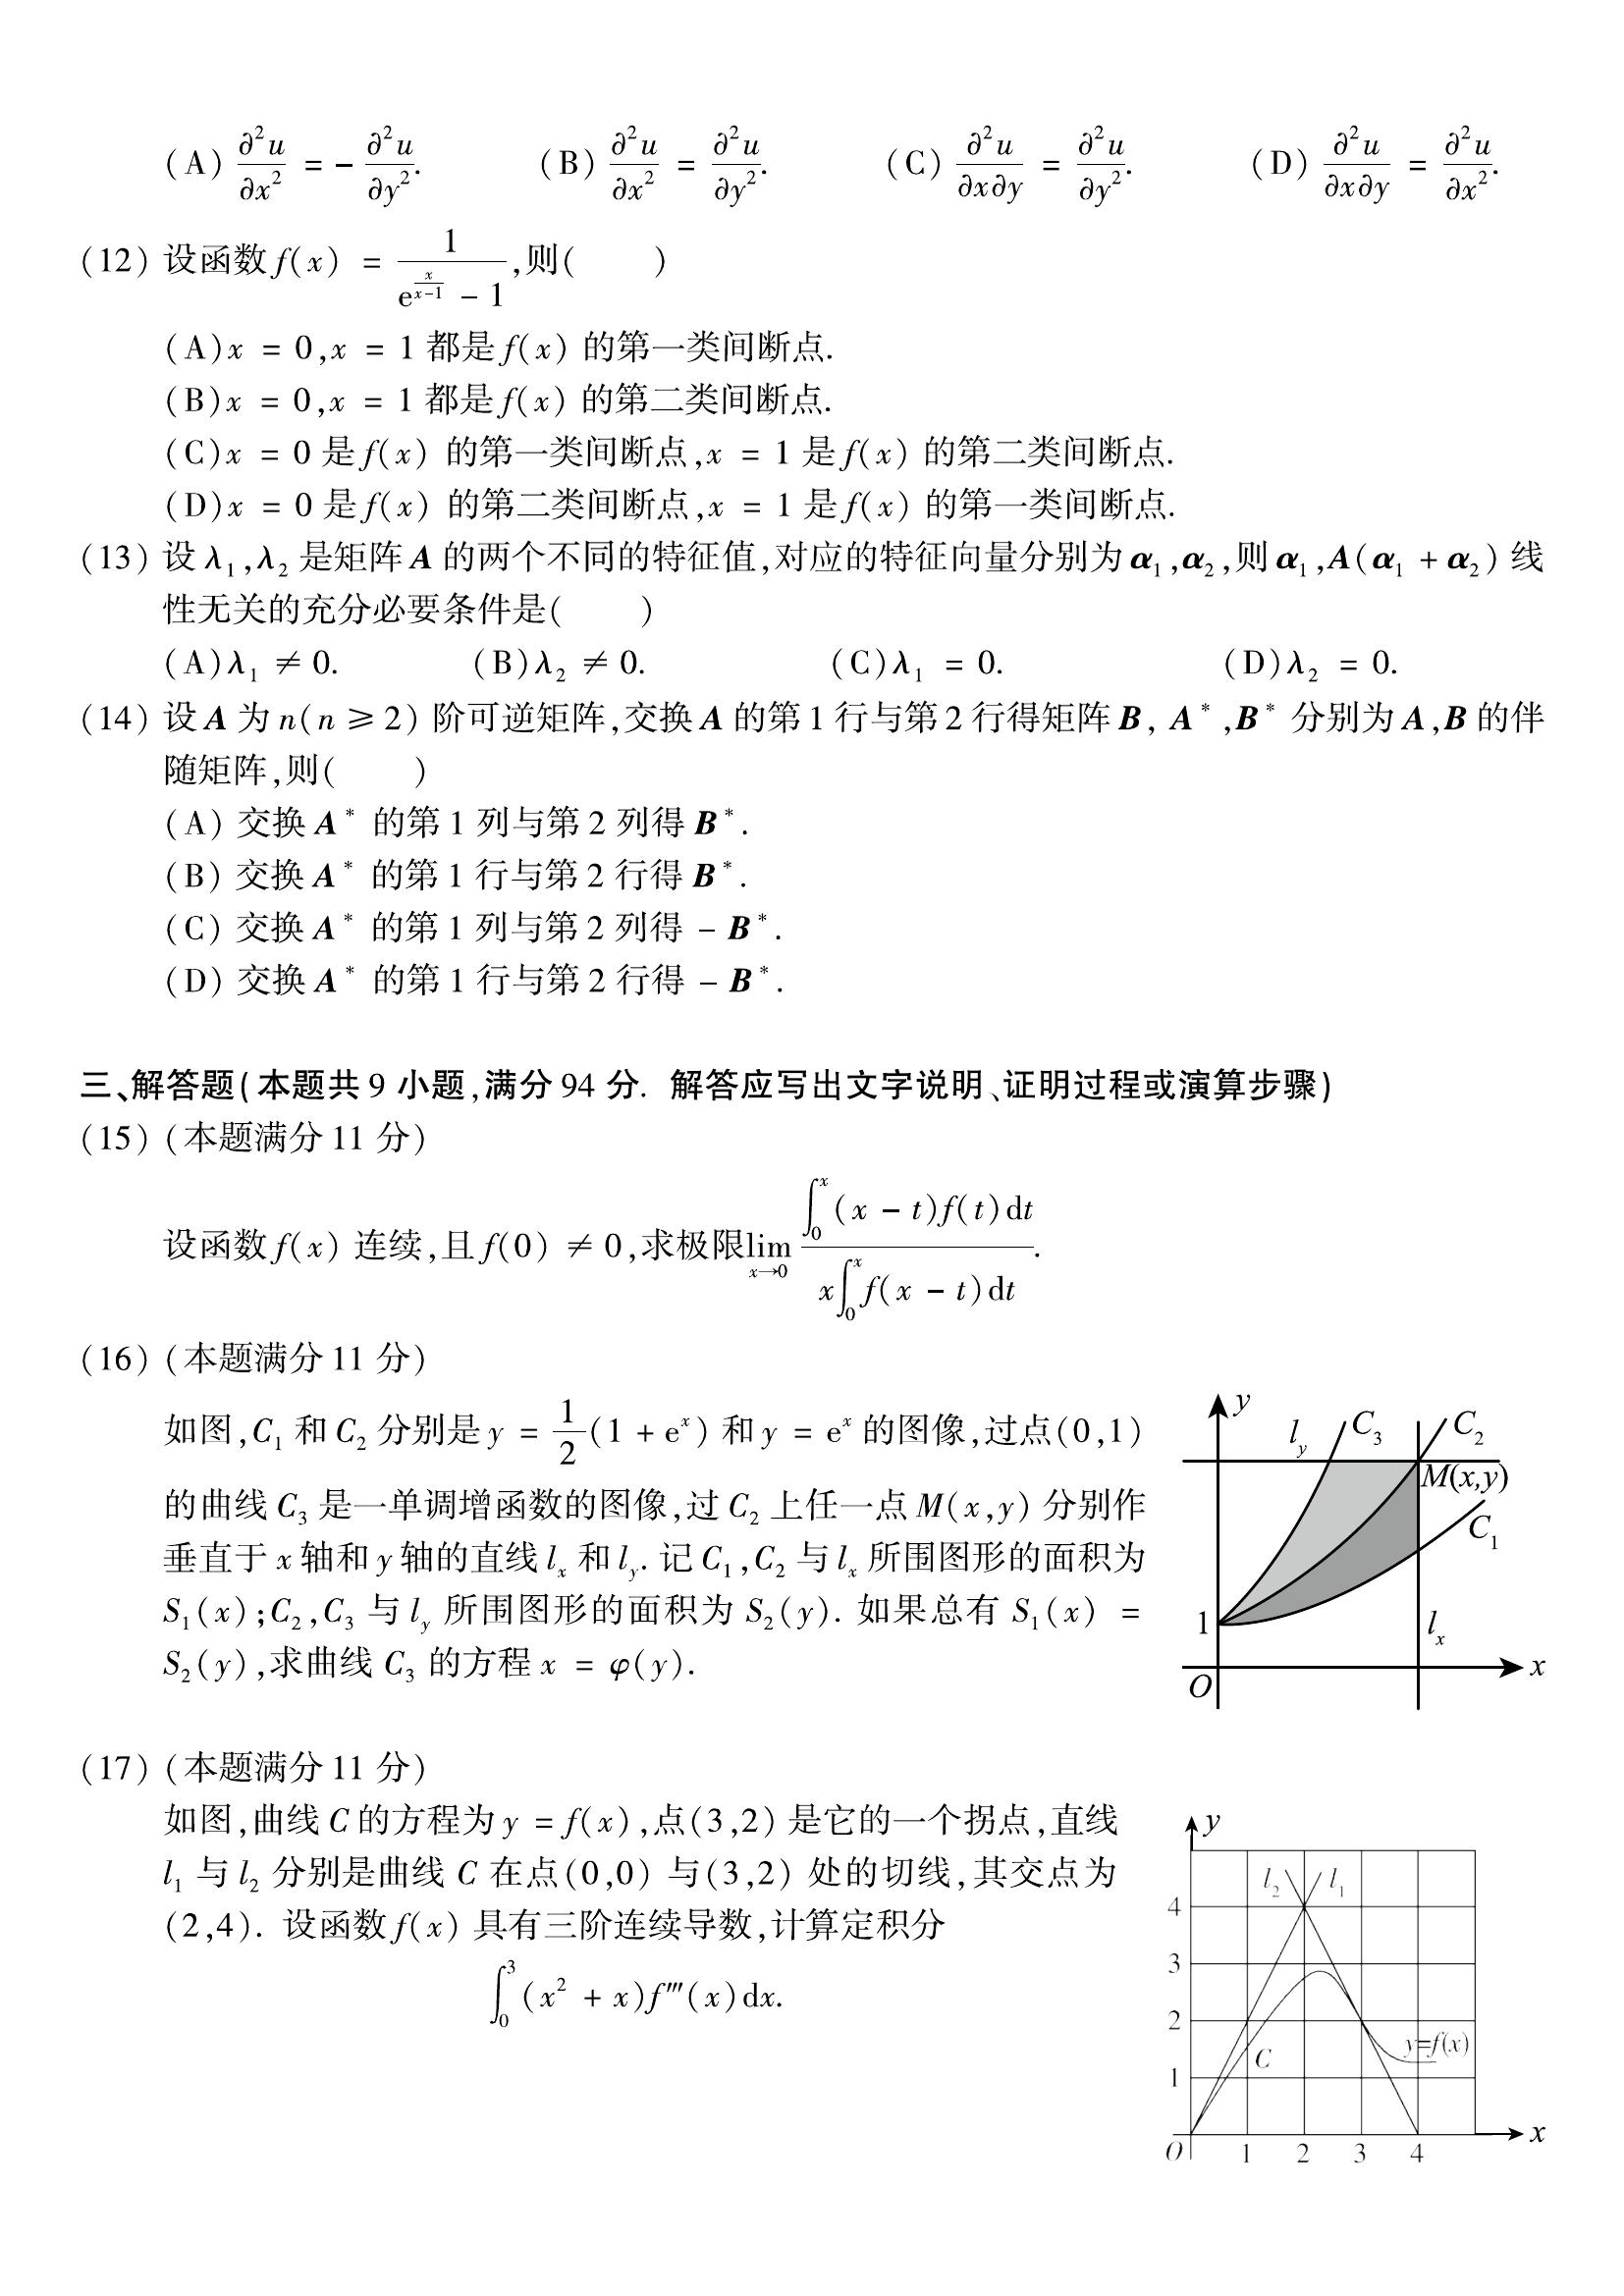 (A) $\frac{\partial^2 u}{\partial x^2} = -\frac{\partial^2 u}{\partial y^2}$. (B) $\frac{\partial^2 u}{\partial x^2} = \frac{\partial^2 u}{\partial y^2}$. (C) $\frac{\partial^2 u}{\partial x \partial y} = \frac{\partial^2 u}{\partial y^2}$. (D) $\frac{\partial^2 u}{\partial x \partial y} = \frac{\partial^2 u}{\partial x^2}$.
(12) 设函数 $f(x) = \frac{1}{e^{\frac{x}{x-1}} - 1}$,则( )
(A) $x = 0, x = 1$ 都是 $f(x)$ 的第一类间断点.
(B) $x = 0, x = 1$ 都是 $f(x)$ 的第二类间断点.
(C) $x = 0$ 是 $f(x)$ 的第一类间断点, $x = 1$ 是 $f(x)$ 的第二类间断点.
(D) $x = 0$ 是 $f(x)$ 的第二类间断点, $x = 1$ 是 $f(x)$ 的第一类间断点.
(13) 设 $λ_1, λ_2$ 是矩阵 $A$ 的两个不同的特征值,对应的特征向量分别为 $α_1, α_2$,则 $α_1, A(α_1 + α_2)$ 线
性无关的充分必要条件是( )
(A) $λ_1 ≠ 0$. (B) $λ_2 ≠ 0$. (C) $λ_1 = 0$. (D) $λ_2 = 0$.
(14) 设 $A$ 为 $n(n ⩾ 2)$ 阶可逆矩阵,交换 $A$ 的第 1 行与第 2 行得矩阵 $B$, $A^*, B^*$ 分别为 $A, B$ 的伴
随矩阵,则( )
(A) 交换 $A^*$ 的第 1 列与第 2 列得 $B^*$.
(B) 交换 $A^*$ 的第 1 行与第 2 行得 $B^*$.
(C) 交换 $A^*$ 的第 1 列与第 2 列得 $-B^*$.
(D) 交换 $A^*$ 的第 1 行与第 2 行得 $-B^*$.
三、解答题(本题共 9 小题,满分 94 分. 解答应写出文字说明、证明过程或演算步骤)
(15) (本题满分 11 分)
设函数 $f(x)$ 连续,且 $f(0) ≠ 0$,求极限 $\lim_{x→0} \frac{\int_0^x (x - t)f(t)dt}{x\int_0^x f(x - t)dt}$.
(16) (本题满分 11 分)
如图, $C_1$ 和 $C_2$ 分别是 $y = \frac{1}{2}(1 + e^x)$ 和 $y = e^x$ 的图像,过点(0,1)
的曲线 $C_3$ 是一单调增函数的图像,过 $C_2$ 上任一点 $M(x,y)$ 分别作
垂直于 $x$ 轴和 $y$ 轴的直线 $l_x$ 和 $l_y$. 记 $C_1, C_2$ 与 $l_x$ 所围图形的面积为
$S_1(x)$; $C_2, C_3$ 与 $l_y$ 所围图形的面积为 $S_2(y)$. 如果总有 $S_1(x) =$
$S_2(y)$,求曲线 $C_3$ 的方程 $x = φ(y)$.
y
$l_y$ $C_3$ $C_2$
M(x,y)
$C_1$
1 $l_x$
O x
(17) (本题满分 11 分)
如图,曲线 $C$ 的方程为 $y = f(x)$,点(3,2) 是它的一个拐点,直线
$l_1$ 与 $l_2$ 分别是曲线 $C$ 在点(0,0) 与(3,2) 处的切线,其交点为
(2,4). 设函数 $f(x)$ 具有三阶连续导数,计算定积分
$\int_0^3 (x^2 + x)f'''(x)dx$.
y
$l_2$ $l_1$
4
3
2
y=f(x)
C
1
O 1 2 3 4 x